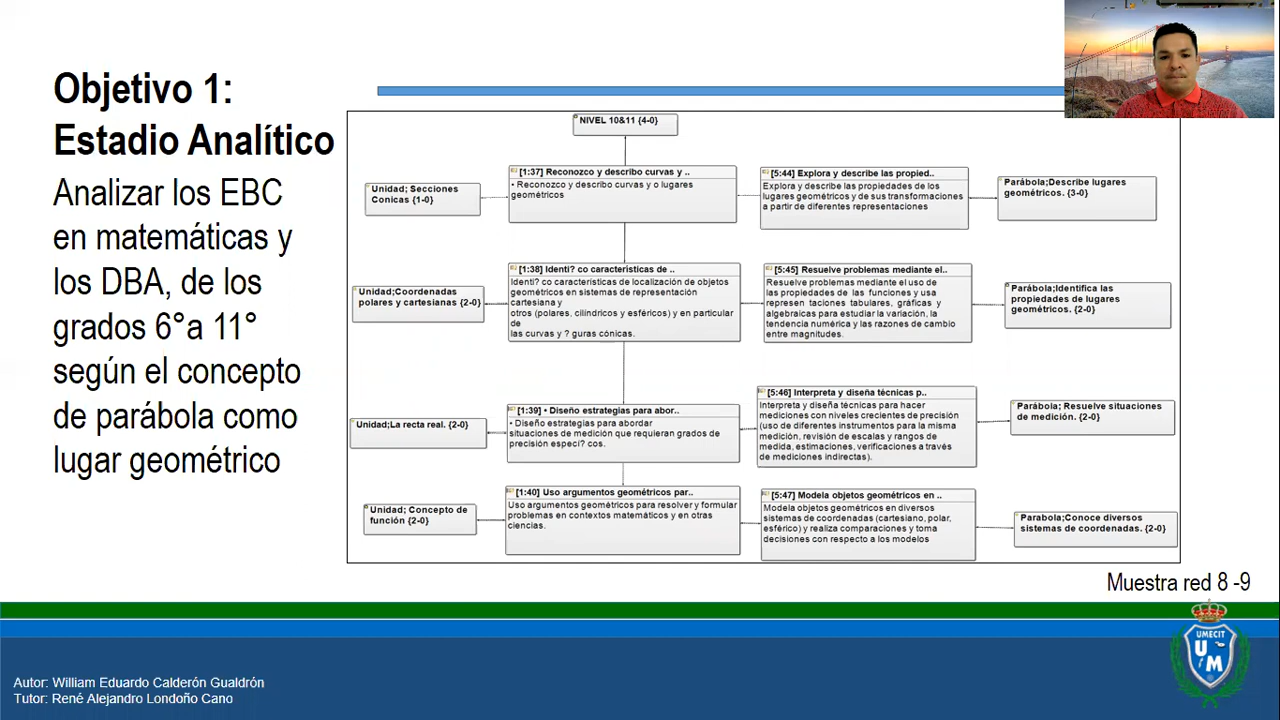 Objetivo 1:
Estadio Analítico
Analizar los EBC
en matemáticas y
los DBA, de los
grados 6°a 11°
según el concepto
de parábola como
lugar geométrico
NIVEL 10&11 {4-0}
Unidad; Secciones
Conicas {1-0}
[1:37] Reconozco y describo curvas y ..
• Reconozco y describo curvas y o lugares
geométricos
[5:44] Explora y describe las propied..
Explora y describe las propiedades de los
lugares geométricos y de sus transformaciones
a partir de diferentes representaciones
Parábola;Describe lugares
geométricos. {3-0}
Unidad;Coordenadas
polares y cartesianas {2-0}
[1:38] Identi? co características de ..
Identi? co características de localización de objetos
geométricos en sistemas de representación
cartesiana y
otros (polares, cilíndricos y esféricos) y en particular
de
las curvas y ? guras cónicas.
[5:45] Resuelve problemas mediante el..
Resuelve problemas mediante el uso de
las propiedades de las funciones y usa
represen taciones tabulares, gráficas y
algebraicas para estudiar la variación, la
tendencia numérica y las razones de cambio
entre magnitudes.
Parábola;Identifica las
propiedades de lugares
geométricos. {2-0}
Unidad;La recta real. {2-0}
[1:39] • Diseño estrategias para abor..
• Diseño estrategias para abordar
situaciones de medición que requieran grados de
precisión especí? cos.
[5:46] Interpreta y diseña técnicas p..
Interpreta y diseña técnicas para hacer
mediciones con niveles crecientes de precisión
(uso de diferentes instrumentos para la misma
medición, revisión de escalas y rangos de
medida, estimaciones, verificaciones a través
de mediciones indirectas).
Parábola; Resuelve situaciones
de medición. {2-0}
Unidad; Concepto de
función {2-0}
[1:40] Uso argumentos geométricos par..
Uso argumentos geométricos para resolver y formular
problemas en contextos matemáticos y en otras
ciencias.
[5:47] Modela objetos geométricos en ..
Modela objetos geométricos en diversos
sistemas de coordenadas (cartesiano, polar,
esférico) y realiza comparaciones y toma
decisiones con respecto a los modelos
Parabola;Conoce diversos
sistemas de coordenadas. {2-0}
Muestra red 8 -9
UMECIT
U M
Autor: William Eduardo Calderón Gualdrón
Tutor: René Alejandro Londoño Cano